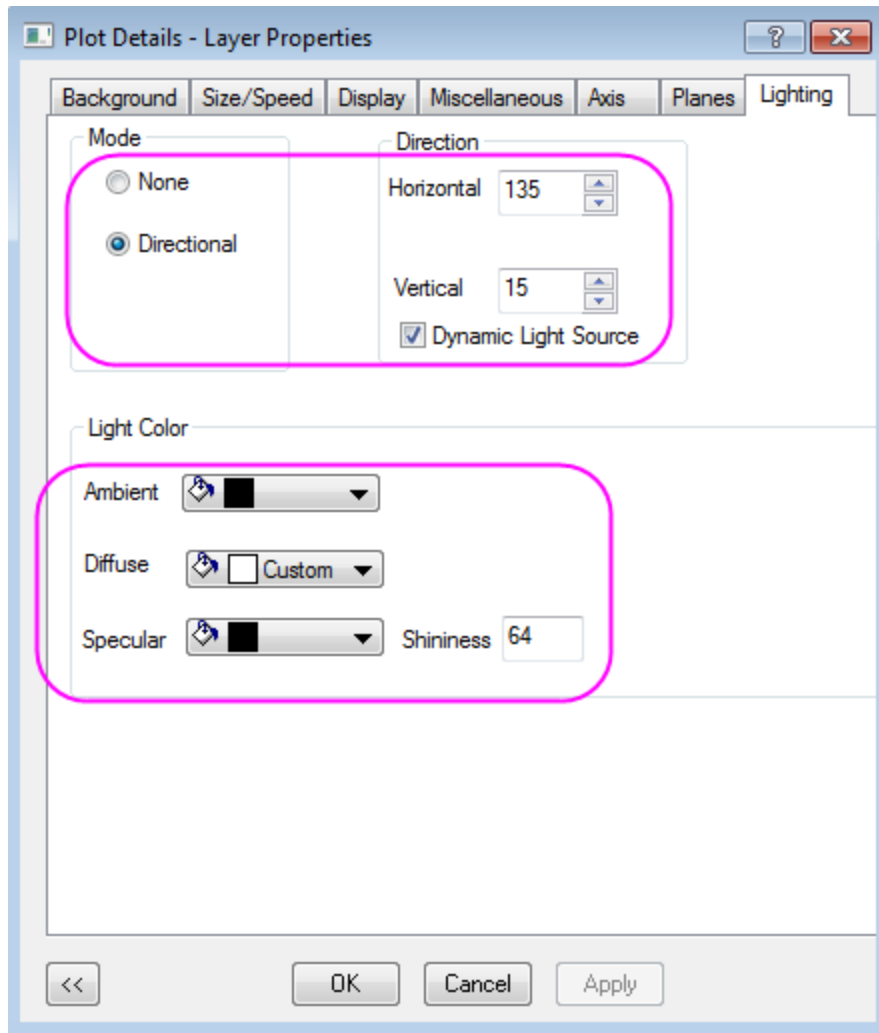 Plot Details - Layer Properties
Background Size/Speed Display Miscellaneous Axis Planes Lighting
Mode
None
Directional
Direction
Horizontal 135
Vertical 15
Dynamic Light Source
Light Color
Ambient
Diffuse Custom
Specular Shininess 64
<< OK Cancel Apply